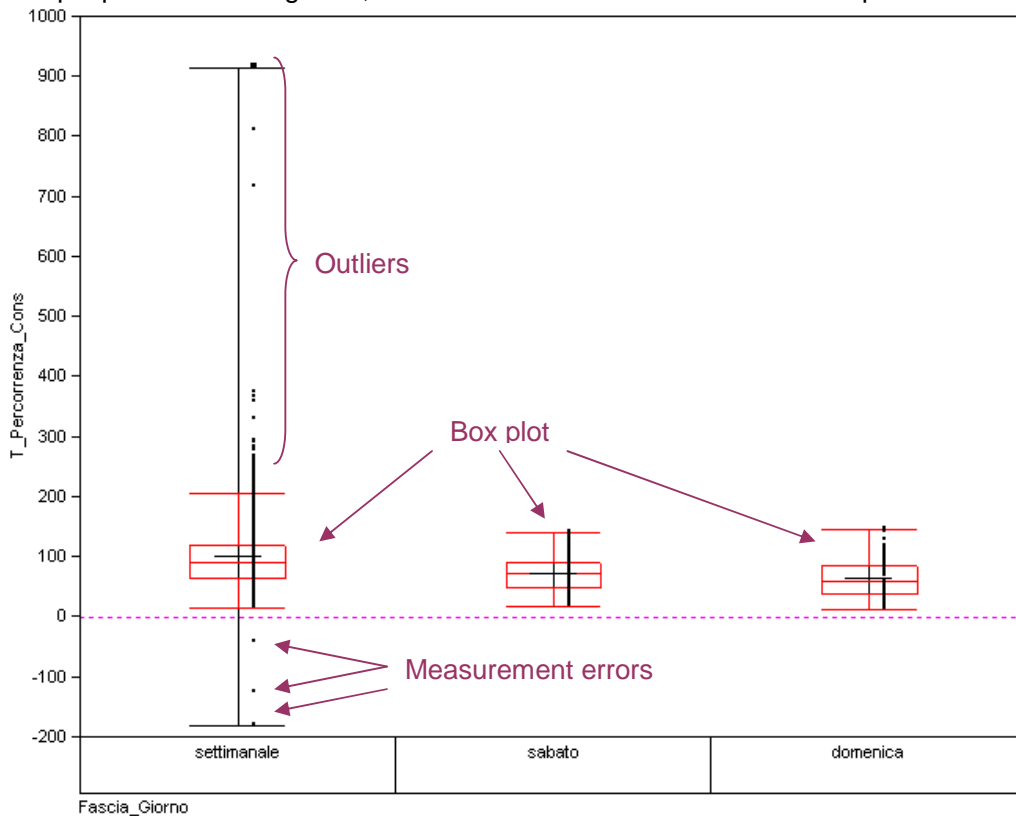 1000
900
800
700
600
500
400
300
200
100
0
-100
-200
T_Percorrenza_Cons
Outliers
Box plot
Measurement errors
settimanale sabato domenica
Fascia_Giorno